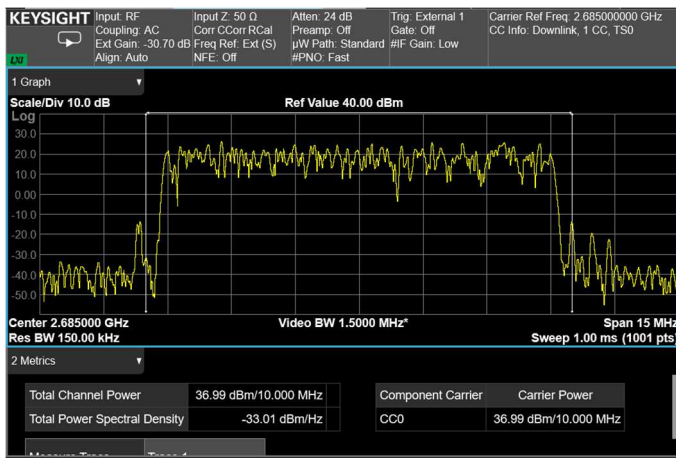 KEYSIGHT Input: RF Input Z: 50 Ω Atten: 24 dB Trig: External 1 Carrier Ref Freq: 2.685000000 GHz
Coupling: AC Corr CCorr RCal Preamp: Off Gate: Off CC Info: Downlink, 1 CC, TS0
Ext Gain: -30.70 dB Freq Ref: Ext (S) µW Path: Standard #IF Gain: Low
LXI Align: Auto NFE: Off #PNO: Fast
1 Graph
Scale/Div 10.0 dB Ref Value 40.00 dBm
Log
30.0
20.0
10.0
0.00
-10.0
-20.0
-30.0
-40.0
-50.0
Center 2.685000 GHz Video BW 1.5000 MHz* Span 15 MHz
Res BW 150.00 kHz Sweep 1.00 ms (1001 pts)
2 Metrics
Total Channel Power 36.99 dBm/10.000 MHz Component Carrier Carrier Power
Total Power Spectral Density -33.01 dBm/Hz CC0 36.99 dBm/10.000 MHz